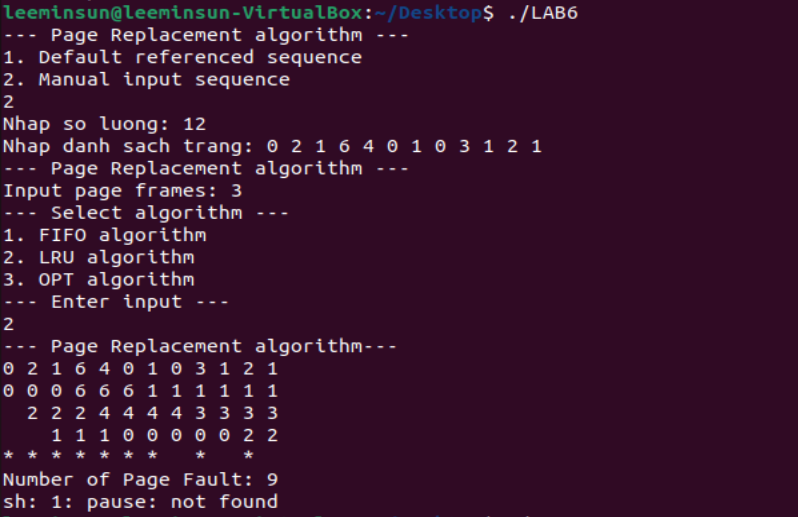 leeminsun@leeminsun-VirtualBox:~/Desktop$ ./LAB6
--- Page Replacement algorithm ---
1. Default referenced sequence
2. Manual input sequence
2
Nhap so luong: 12
Nhap danh sach trang: 0 2 1 6 4 0 1 0 3 1 2 1
--- Page Replacement algorithm ---
Input page frames: 3
--- Select algorithm ---
1. FIFO algorithm
2. LRU algorithm
3. OPT algorithm
--- Enter input ---
2
--- Page Replacement algorithm---
0 2 1 6 4 0 1 0 3 1 2 1
0 0 0 6 6 6 1 1 1 1 1 1
  2 2 2 4 4 4 4 3 3 3 3
    1 1 1 0 0 0 0 0 2 2
* * * * * * *   *   *
Number of Page Fault: 9
sh: 1: pause: not found